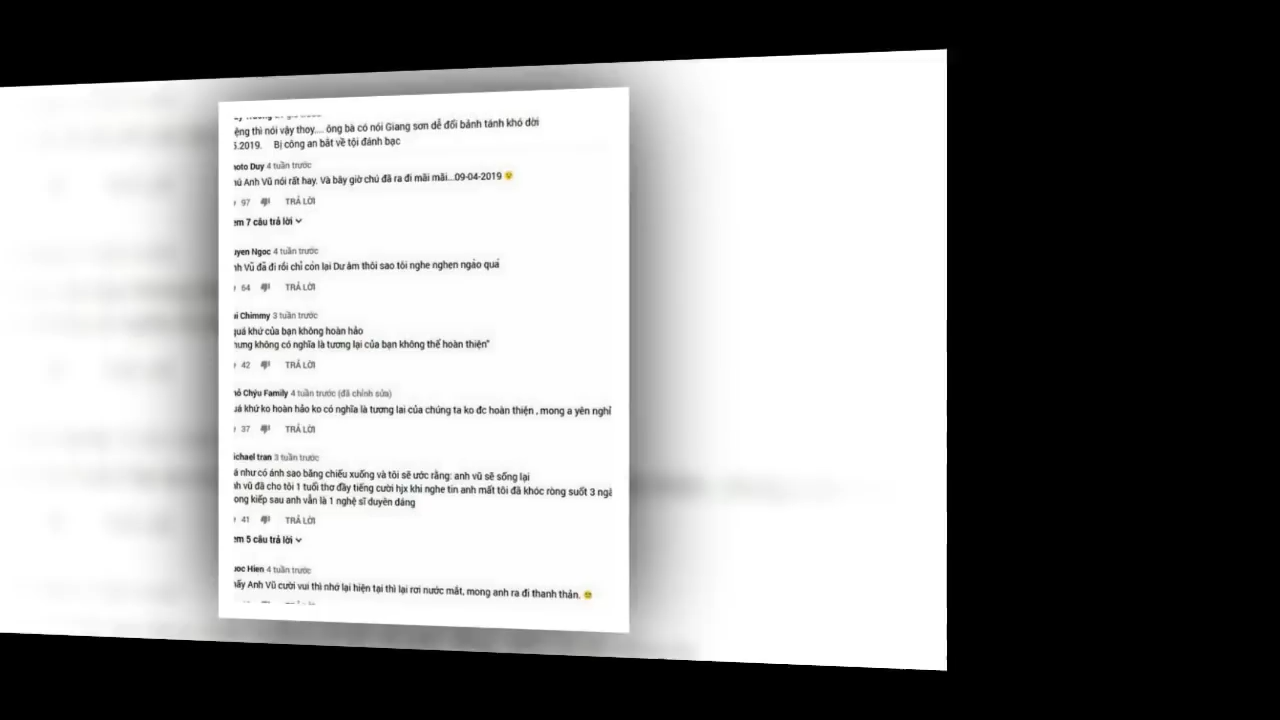 thì nói vậy thoy.... ông bà có nói Giang sơn dễ đổi bảnh tánh khó dời
.2019. Bị công an bắt về tội đánh bạc
oto Duy 4 tuần trước
Anh Vũ nói rất hay. Và bây giờ chú đã ra đi mãi mãi...09-04-2019 😢
97 TRẢ LỜI
em 7 câu trả lời
yen Ngoc 4 tuần trước
nh Vũ đã đi rồi chỉ còn lại Dư âm thôi sao tôi nghe nghẹn ngào quá
64 TRẢ LỜI
i Chimmy 3 tuần trước
quá khứ của bạn không hoàn hảo
hưng không có nghĩa là tương lai của bạn không thể hoàn thiện"
42 TRẢ LỜI
Chýu Family 4 tuần trước (đã chỉnh sửa)
uá khứ ko hoàn hảo ko có nghĩa là tương lai của chúng ta ko đc hoàn thiện , mong a yên nghỉ
37 TRẢ LỜI
ichael tran 3 tuần trước
á như có ánh sao băng chiếu xuống và tôi sẽ ước rằng: anh vũ sẽ sống lại
nh vũ đã cho tôi 1 tuổi thơ đầy tiếng cười hjx khi nghe tin anh mất tôi đã khóc ròng suốt 3 ngà
ong kiếp sau anh vẫn là 1 nghệ sĩ duyên dáng
41 TRẢ LỜI
em 5 câu trả lời
oc Hien 4 tuần trước
hấy Anh Vũ cười vui thì nhớ lại hiện tại thì lại rơi nước mắt, mong anh ra đi thanh thản. 😢